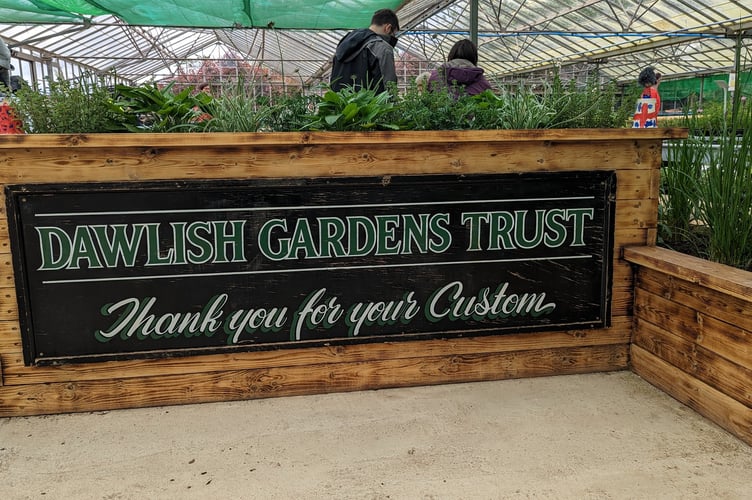 DAWLISH GARDENS TRUST
Thank you for your Custom